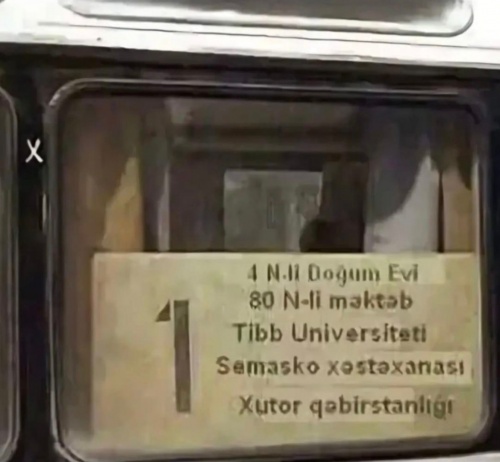 X
4 N-li Doğum Evi
80 N-li məktəb
1
Tibb Universiteti
Semasko xəstəxanası
Xutor qəbirstanlığı